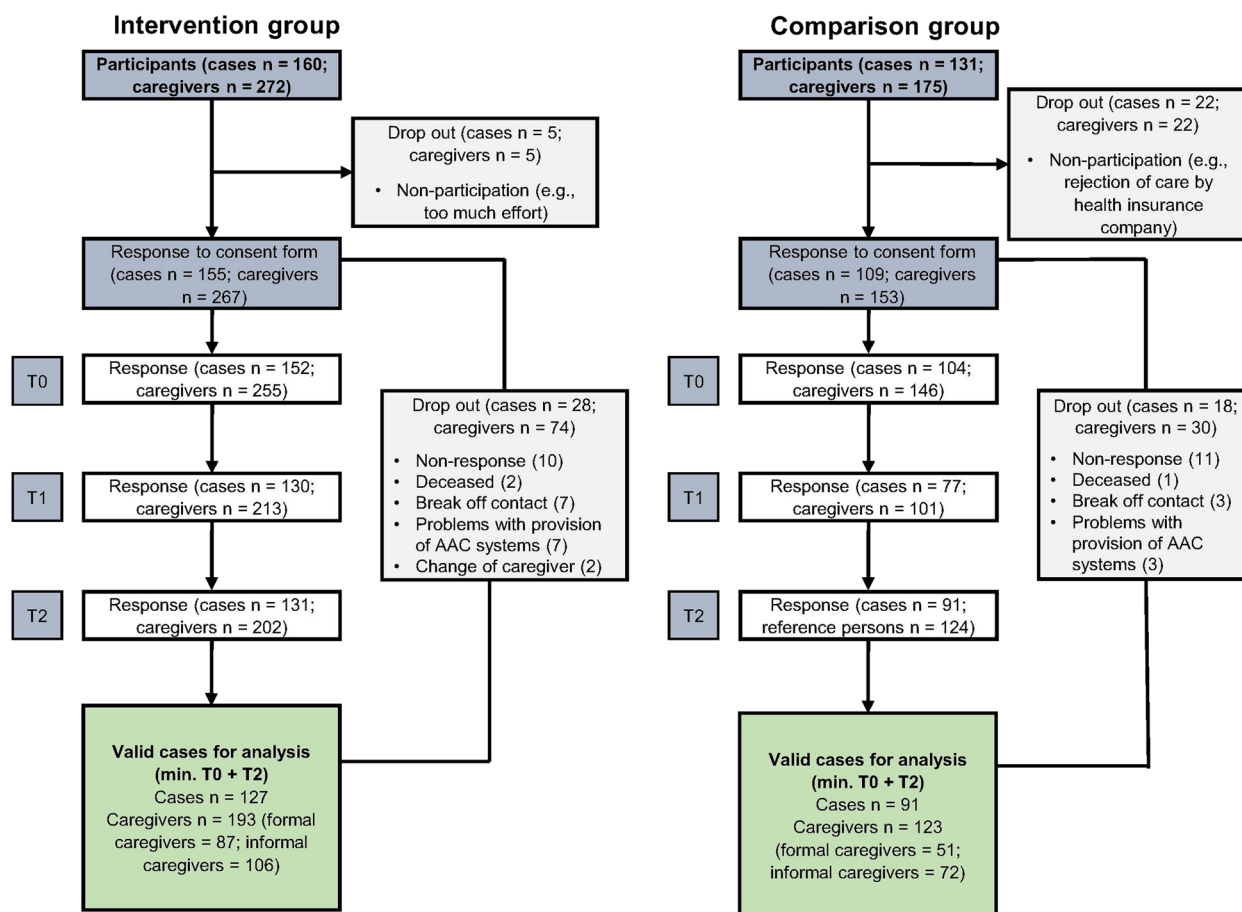 Intervention group
Participants (cases n = 160;
caregivers n = 272)
Drop out (cases n = 5;
caregivers n = 5)
• Non-participation (e.g.,
too much effort)
Response to consent form
(cases n = 155; caregivers
n = 267)
T0
Response (cases n = 152;
caregivers n = 255)
Drop out (cases n = 28;
caregivers n = 74)
• Non-response (10)
• Deceased (2)
• Break off contact (7)
• Problems with provision
of AAC systems (7)
• Change of caregiver (2)
T1
Response (cases n = 130;
caregivers n = 213)
T2
Response (cases n = 131;
caregivers n = 202)
Valid cases for analysis
(min. T0 + T2)
Cases n = 127
Caregivers n = 193 (formal
caregivers = 87; informal
caregivers = 106)
Comparison group
Participants (cases n = 131;
caregivers n = 175)
Drop out (cases n = 22;
caregivers n = 22)
• Non-participation (e.g.,
rejection of care by
health insurance
company)
Response to consent form
(cases n = 109; caregivers
n = 153)
T0
Response (cases n = 104;
caregivers n = 146)
Drop out (cases n = 18;
caregivers n = 30)
• Non-response (11)
• Deceased (1)
• Break off contact (3)
• Problems with
provision of AAC
systems (3)
T1
Response (cases n = 77;
caregivers n = 101)
T2
Response (cases n = 91;
reference persons n = 124)
Valid cases for analysis
(min. T0 + T2)
Cases n = 91
Caregivers n = 123
(formal caregivers = 51;
informal caregivers = 72)